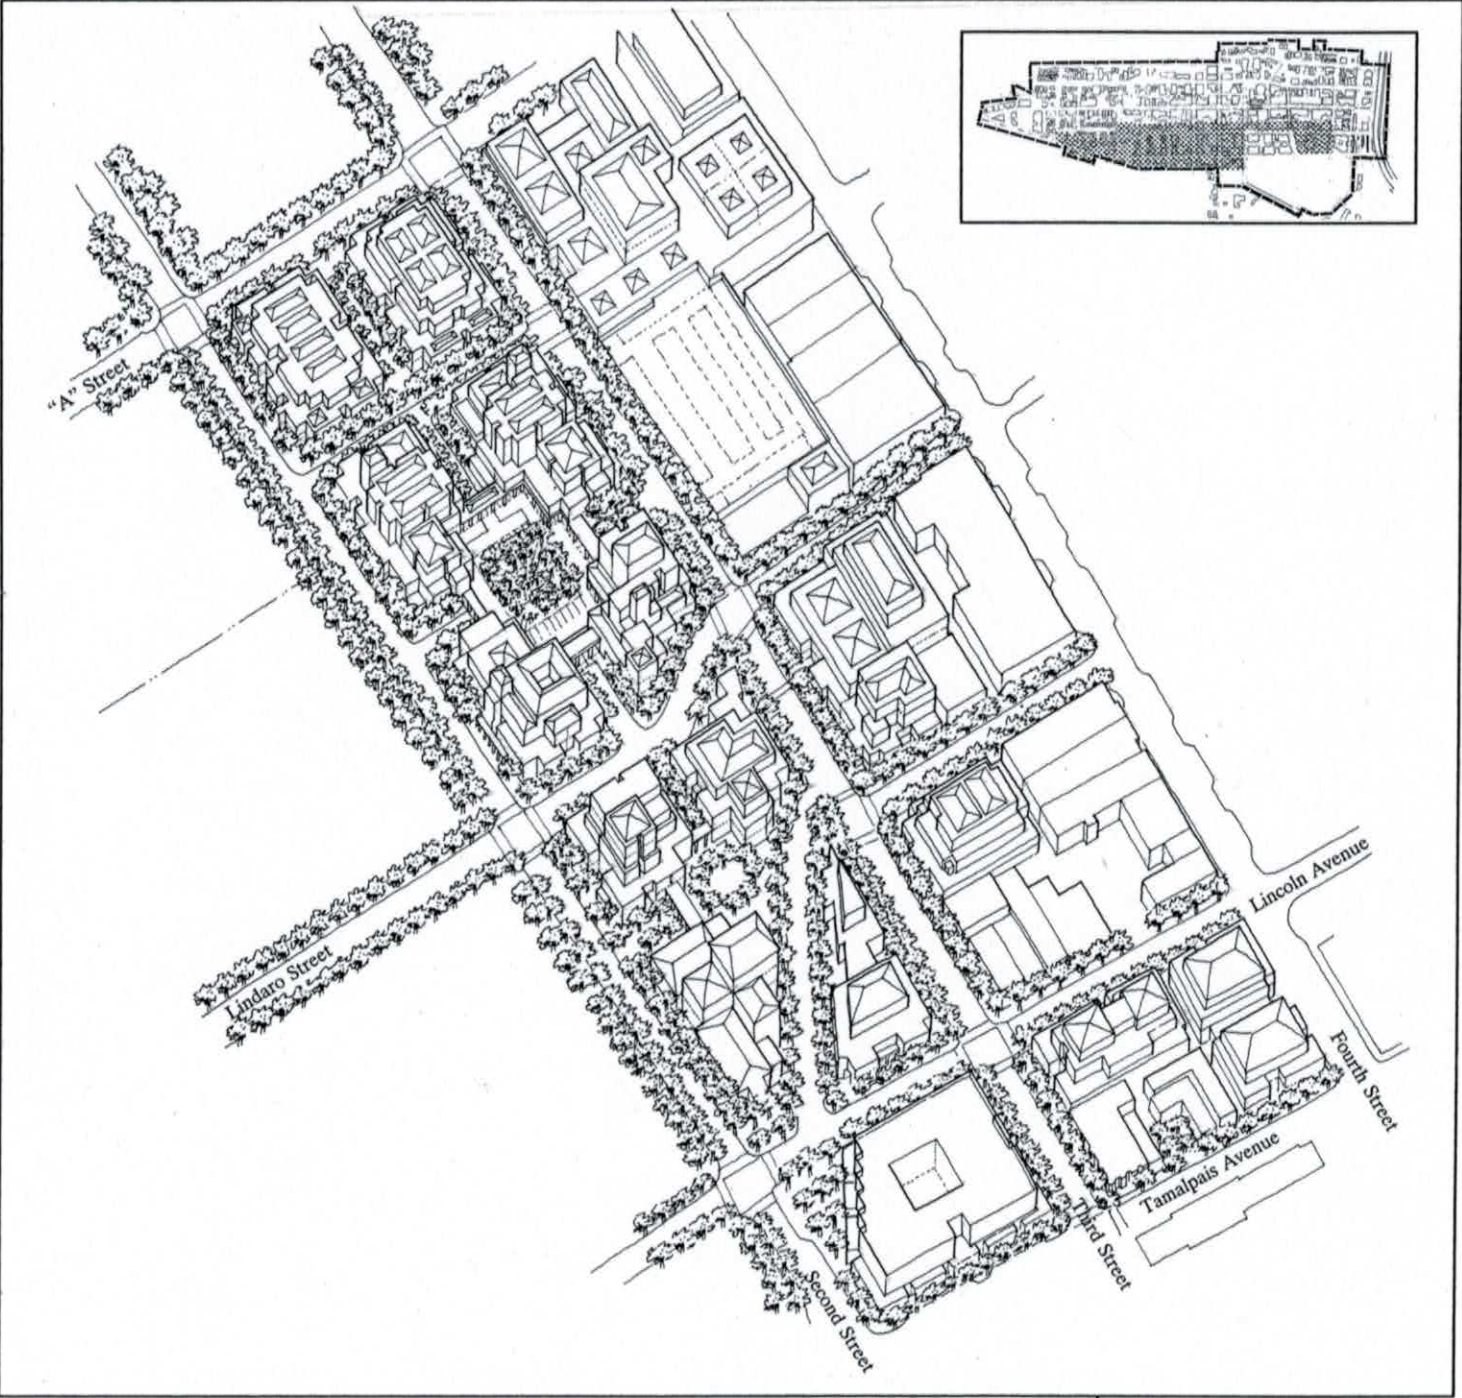 "A" Street
Lincoln Avenue
Lindaro Street
Fourth Street
Tamalpais Avenue
Third Street
Second Street